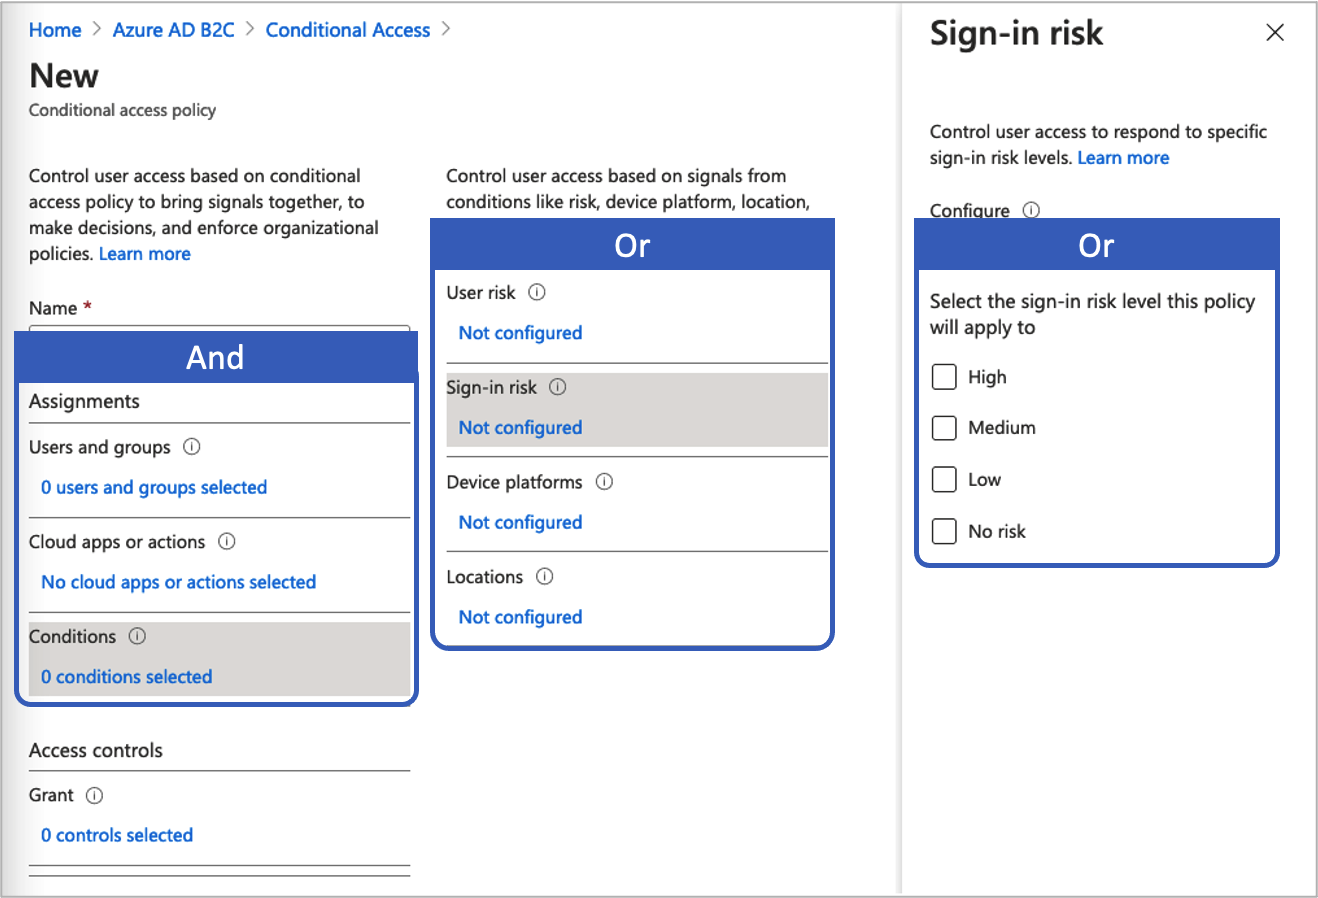 Home > Azure AD B2C > Conditional Access >
New
Conditional access policy
Control user access based on conditional
access policy to bring signals together, to
make decisions, and enforce organizational
policies. Learn more
Name *
And
Assignments
Users and groups
0 users and groups selected
Cloud apps or actions
No cloud apps or actions selected
Conditions
0 conditions selected
Access controls
Grant
0 controls selected
Control user access based on signals from
conditions like risk, device platform, location,
Or
User risk
Not configured
Sign-in risk
Not configured
Device platforms
Not configured
Locations
Not configured
Sign-in risk
Control user access to respond to specific
sign-in risk levels. Learn more
Configure
Or
Select the sign-in risk level this policy
will apply to
High
Medium
Low
No risk